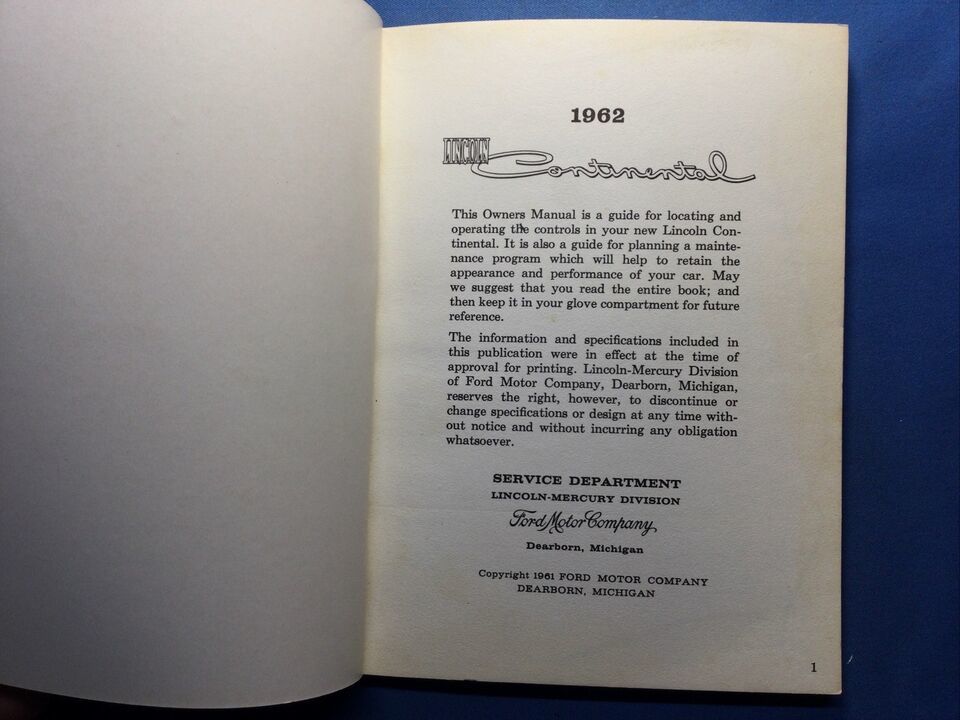 1962
LINCOLN Continental
This Owners Manual is a guide for locating and
operating the controls in your new Lincoln Con-
tinental. It is also a guide for planning a mainte-
nance program which will help to retain the
appearance and performance of your car. May
we suggest that you read the entire book; and
then keep it in your glove compartment for future
reference.
The information and specifications included in
this publication were in effect at the time of
approval for printing. Lincoln-Mercury Division
of Ford Motor Company, Dearborn, Michigan,
reserves the right, however, to discontinue or
change specifications or design at any time with-
out notice and without incurring any obligation
whatsoever.
SERVICE DEPARTMENT
LINCOLN-MERCURY DIVISION
Ford Motor Company,
Dearborn, Michigan
Copyright 1961 FORD MOTOR COMPANY
DEARBORN, MICHIGAN
1